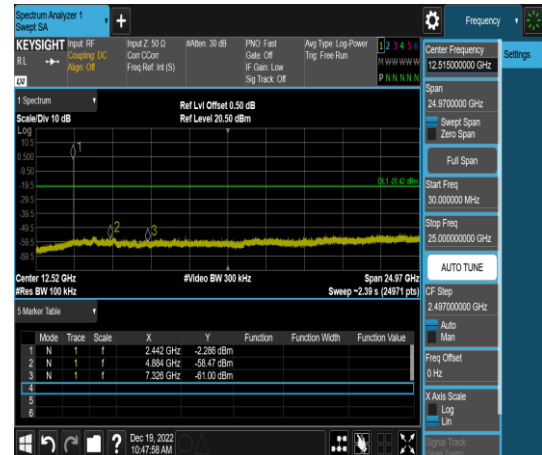 Spectrum Analyzer 1
Swept SA
+
Frequency
KEYSIGHT
RL
Input: RF
Coupling: DC
Align: Off
Input Z: 50 Ω
Corr CCorr
Freq Ref: Int (S)
#Atten: 30 dB
PNO: Fast
Gate: Off
IF Gain: Low
Sig Track: Off
Avg Type: Log-Power
Trig: Free Run
1 2 3 4 5 6
M W W W W W
P N N N N N
LXI
1 Spectrum
Scale/Div 10 dB
Ref Lvl Offset 0.50 dB
Ref Level 20.50 dBm
Log
10.5
0.500
-9.50
-19.5
-29.5
-39.5
-49.5
-59.5
-69.5
1
2
3
DL1 -20.42 dBm
Center 12.52 GHz
#Res BW 100 kHz
#Video BW 300 kHz
Span 24.97 GHz
Sweep ~2.39 s (24971 pts)
5 Marker Table
Mode Trace Scale X Y Function Function Width Function Value
1 N 1 f 2.442 GHz -2.286 dBm
2 N 1 f 4.884 GHz -58.47 dBm
3 N 1 f 7.326 GHz -61.00 dBm
4
5
6
?
Dec 19, 2022
10:47:58 AM
Center Frequency
12.515000000 GHz
Settings
Span
24.9700000 GHz
Swept Span
Zero Span
Full Span
Start Freq
30.000000 MHz
Stop Freq
25.000000000 GHz
AUTO TUNE
CF Step
2.497000000 GHz
Auto
Man
Freq Offset
0 Hz
X Axis Scale
Log
Lin
Signal Track
(Span Zoom)